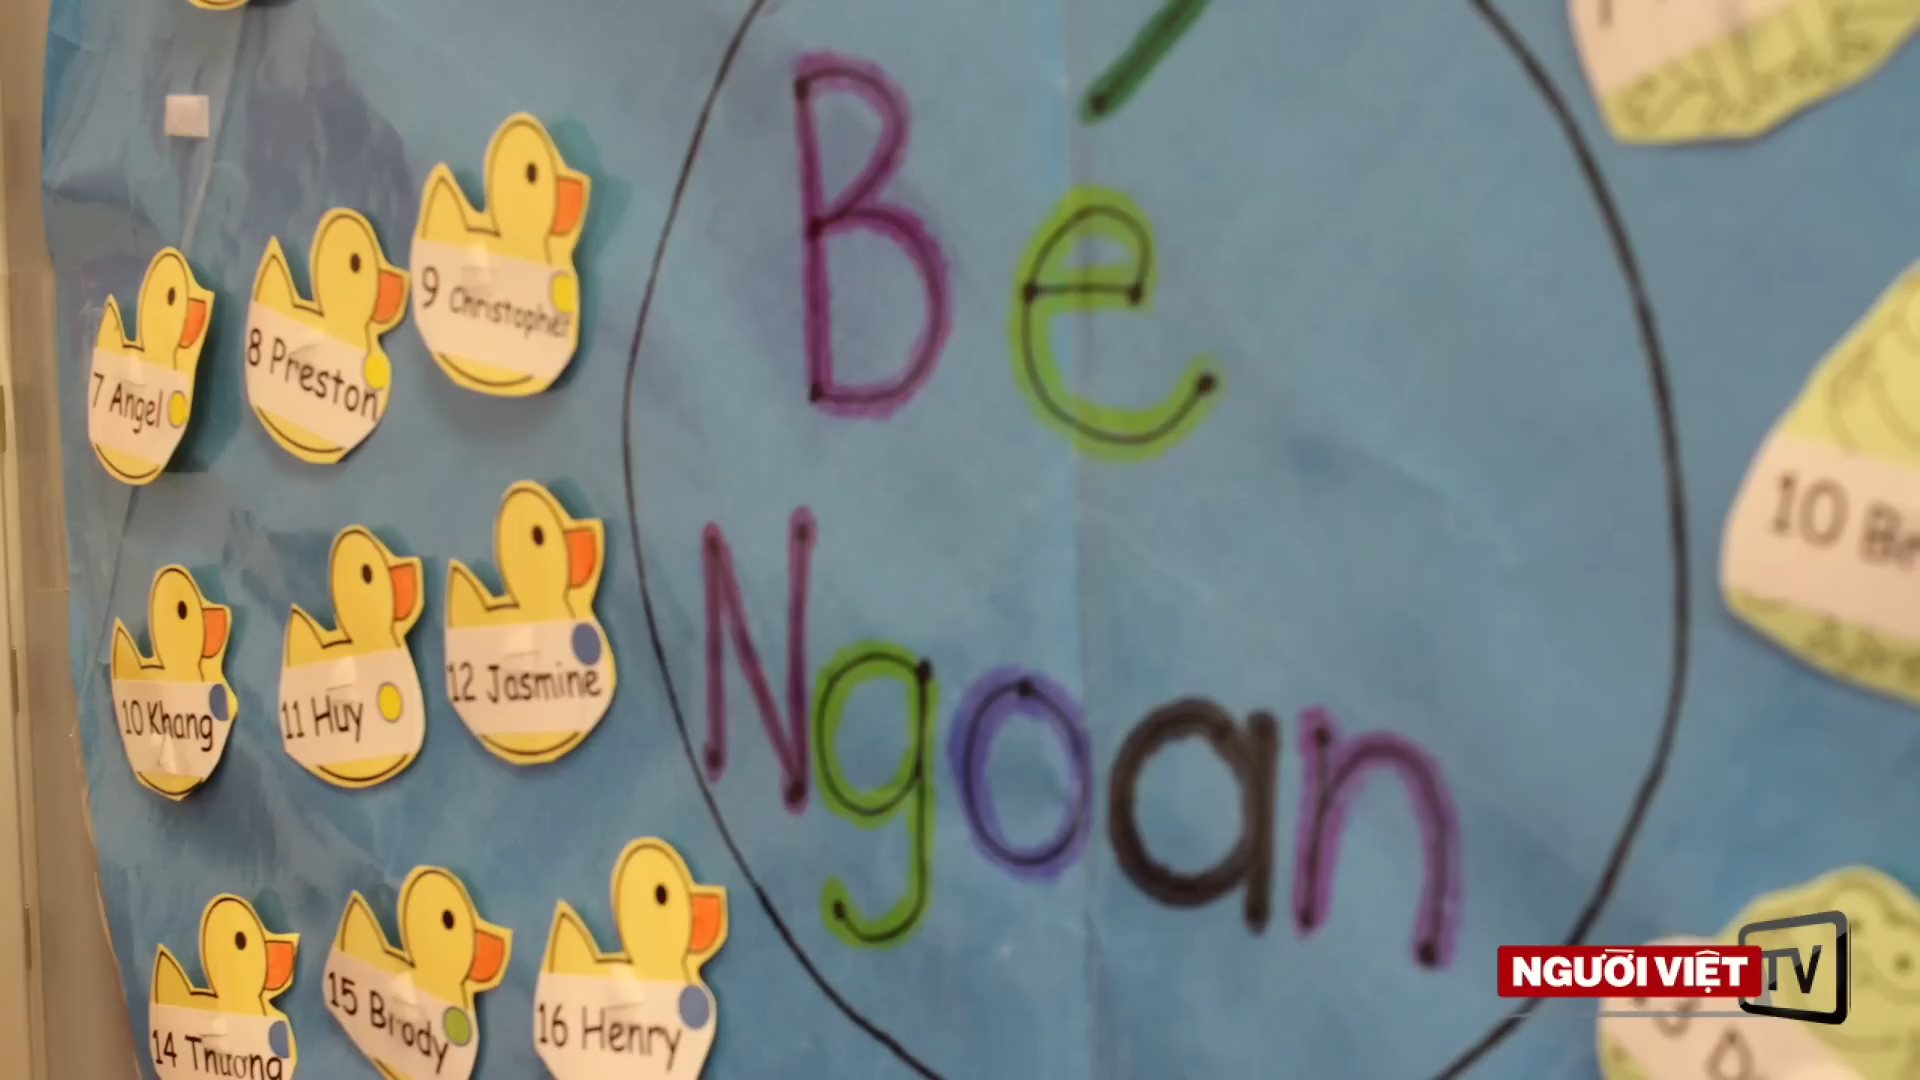 Bé
Ngoan
7 Angel
8 Preston
9 Christopher
10 Khang
11 Huy
12 Jasmine
14 Thương
15 Brody
16 Henry
10
NGƯỜI VIỆT TV